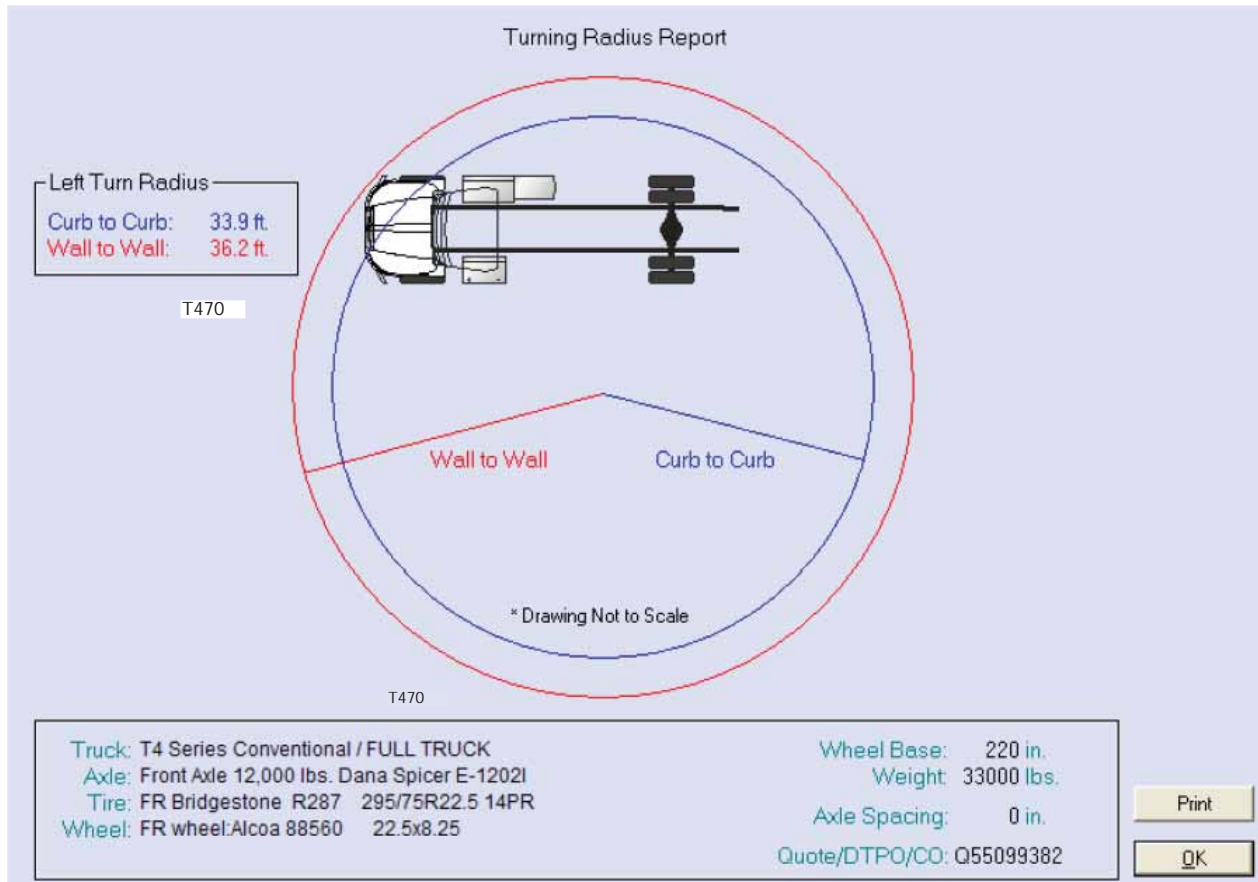 Turning Radius Report
Left Turn Radius
Curb to Curb: 33.9 ft.
Wall to Wall: 36.2 ft.
T470
Wall to Wall
Curb to Curb
* Drawing Not to Scale
T470
Truck: T4 Series Conventional / FULL TRUCK
Axle: Front Axle 12,000 lbs. Dana Spicer E-1202I
Tire: FR Bridgestone R287 295/75R22.5 14PR
Wheel: FR wheel:Alcoa 88560 22.5x8.25
Wheel Base: 220 in.
Weight: 33000 lbs.
Axle Spacing: 0 in.
Quote/DTPO/CO: Q55099382
Print
OK